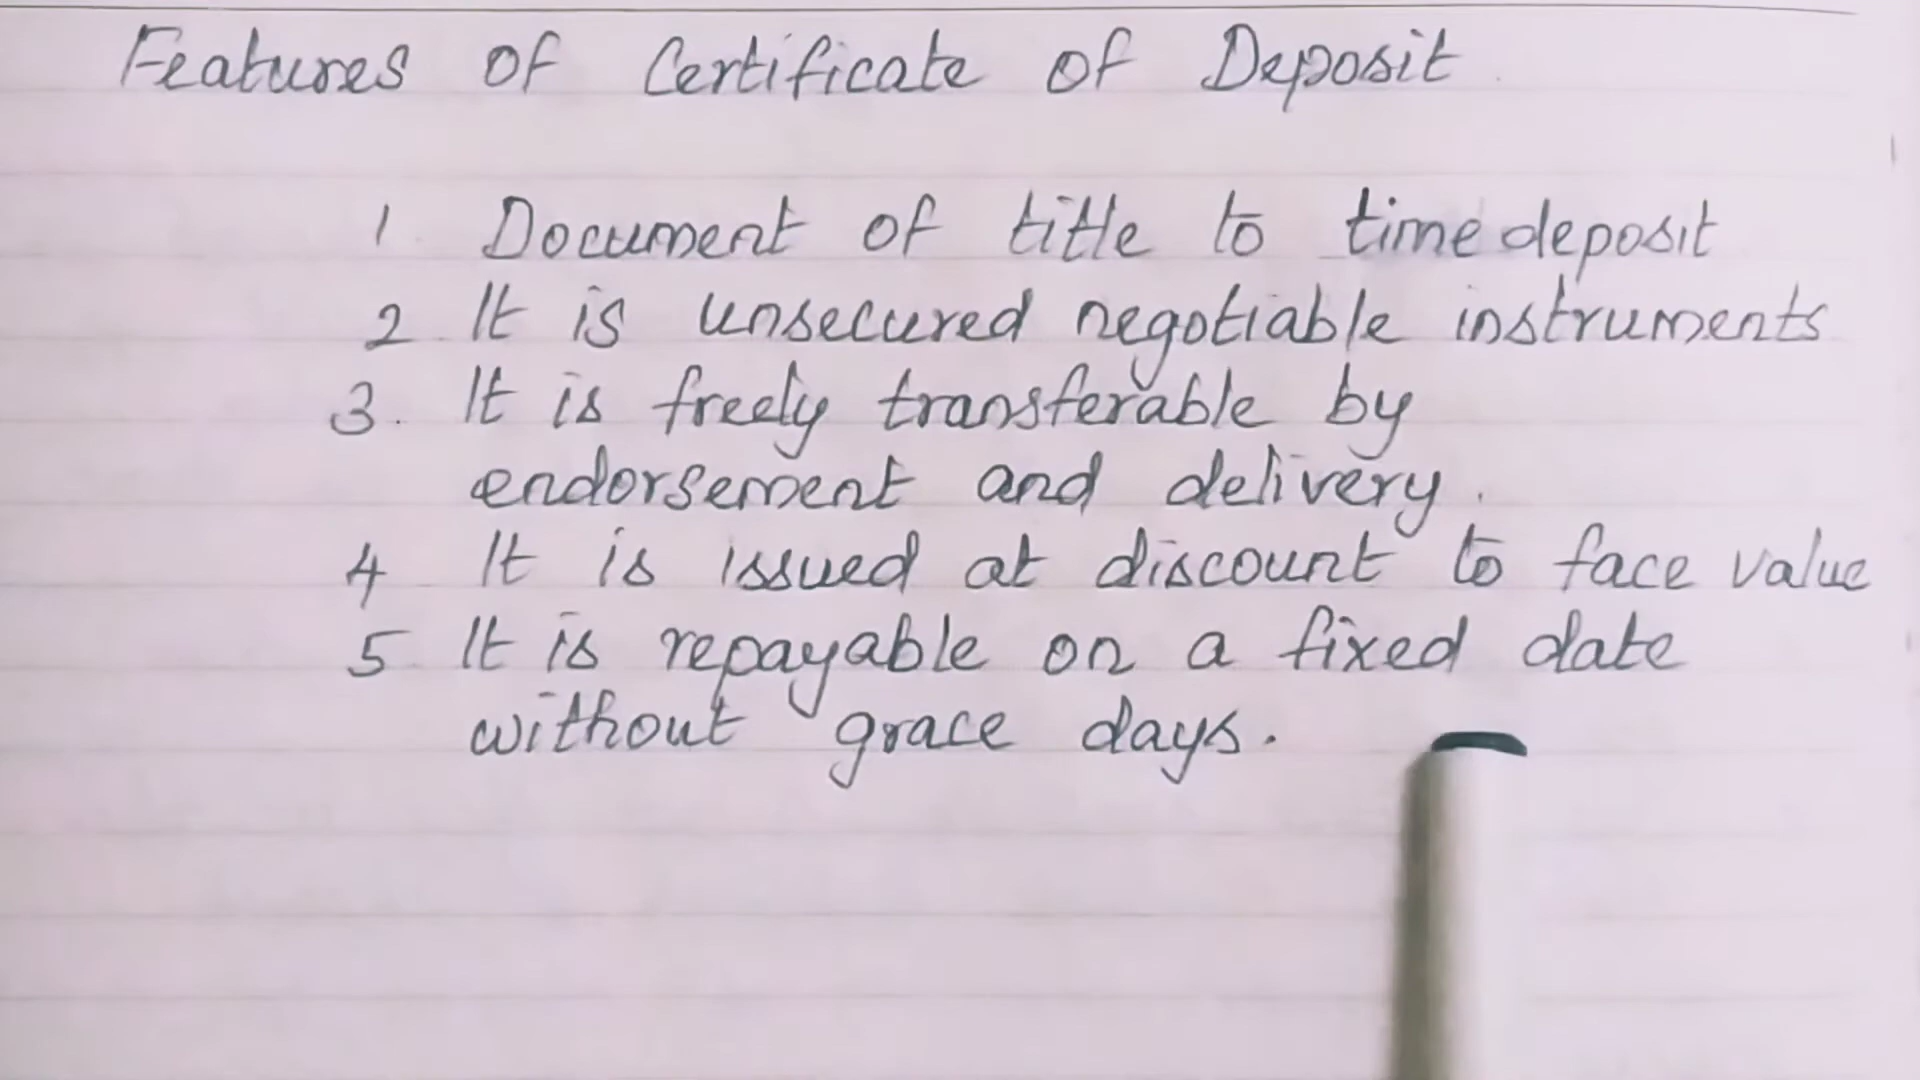 Features of Certificate of Deposit
1 Document of title to time deposit
2 It is unsecured negotiable instruments
3. It is freely transferable by
endorsement and delivery.
4 It is issued at discount to face value
5 It is repayable on a fixed date
without grace days.